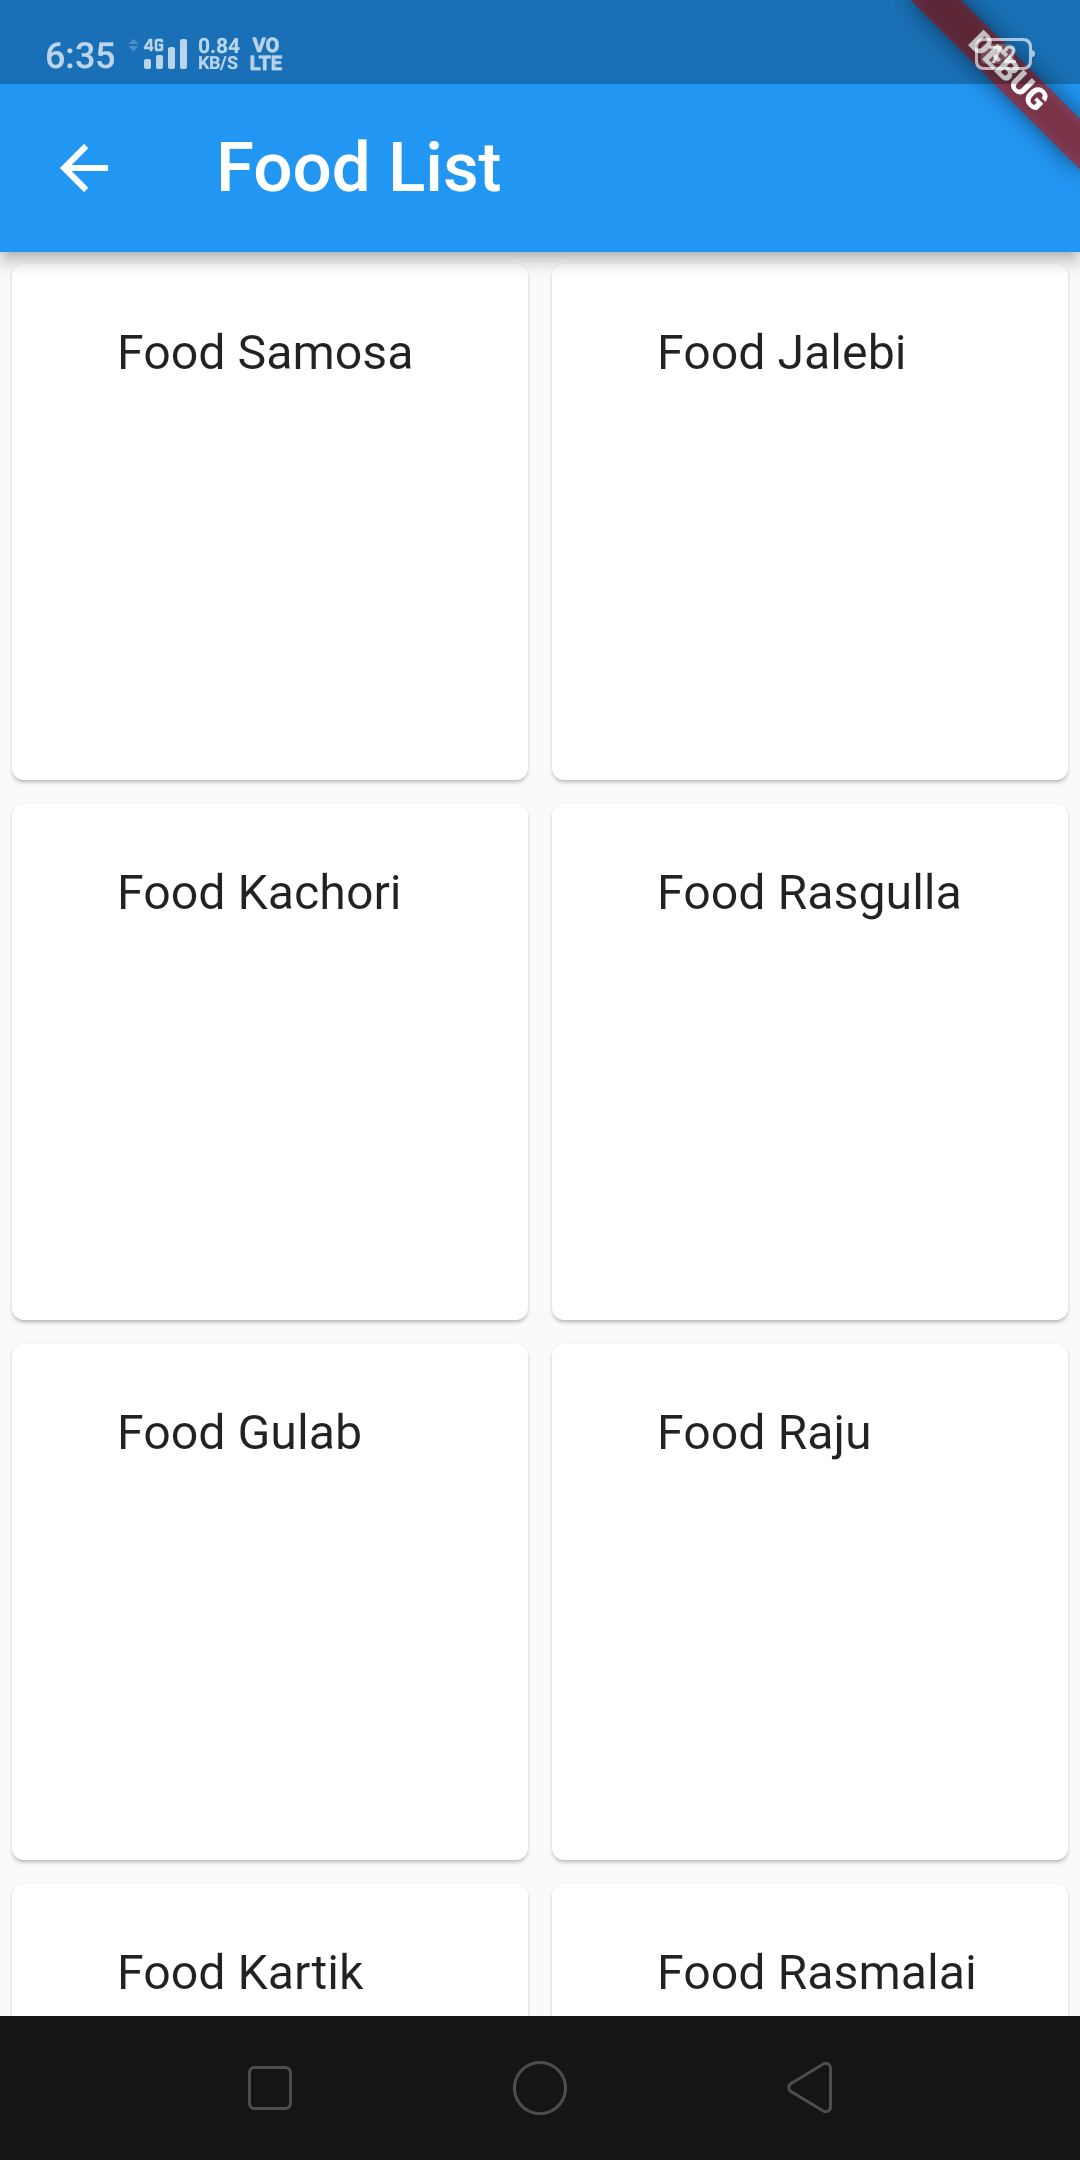 6:35 4G 0.84 KB/S VO LTE
DEBUG
Food List
Food Samosa
Food Jalebi
Food Kachori
Food Rasgulla
Food Gulab
Food Raju
Food Kartik
Food Rasmalai